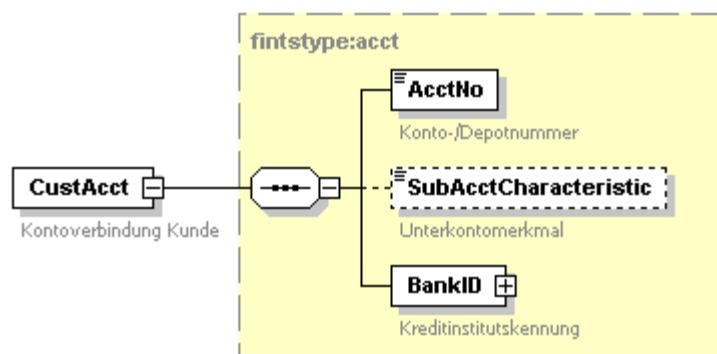 fintstype:acct
AcctNo
Konto-/Depotnummer
CustAcct
Kontoverbindung Kunde
SubAcctCharacteristic
Unterkontomerkmal
BankID
Kreditinstitutskennung